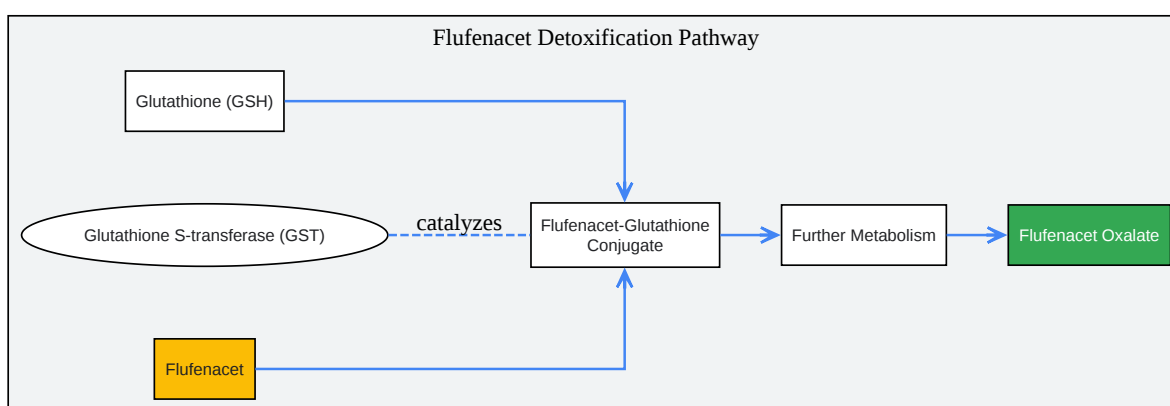 Flufenacet Detoxification Pathway
Glutathione (GSH)
Glutathione S-transferase (GST)
catalyzes
Flufenacet-Glutathione
Conjugate
Further Metabolism
Flufenacet Oxalate
Flufenacet